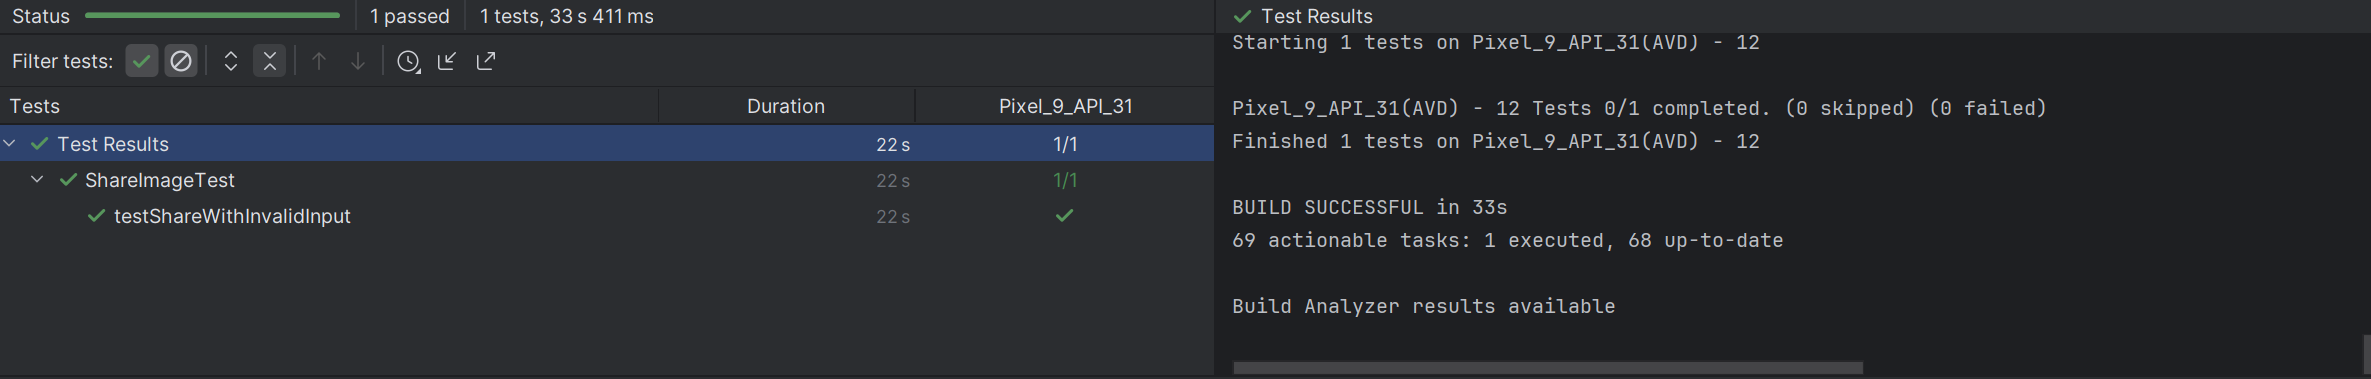 Status 1 passed 1 tests, 33 s 411 ms
Filter tests:
Tests Duration Pixel_9_API_31
Test Results 22 s 1/1
ShareImageTest 22 s 1/1
testShareWithInvalidInput 22 s
Test Results
Starting 1 tests on Pixel_9_API_31(AVD) - 12
Pixel_9_API_31(AVD) - 12 Tests 0/1 completed. (0 skipped) (0 failed)
Finished 1 tests on Pixel_9_API_31(AVD) - 12
BUILD SUCCESSFUL in 33s
69 actionable tasks: 1 executed, 68 up-to-date
Build Analyzer results available